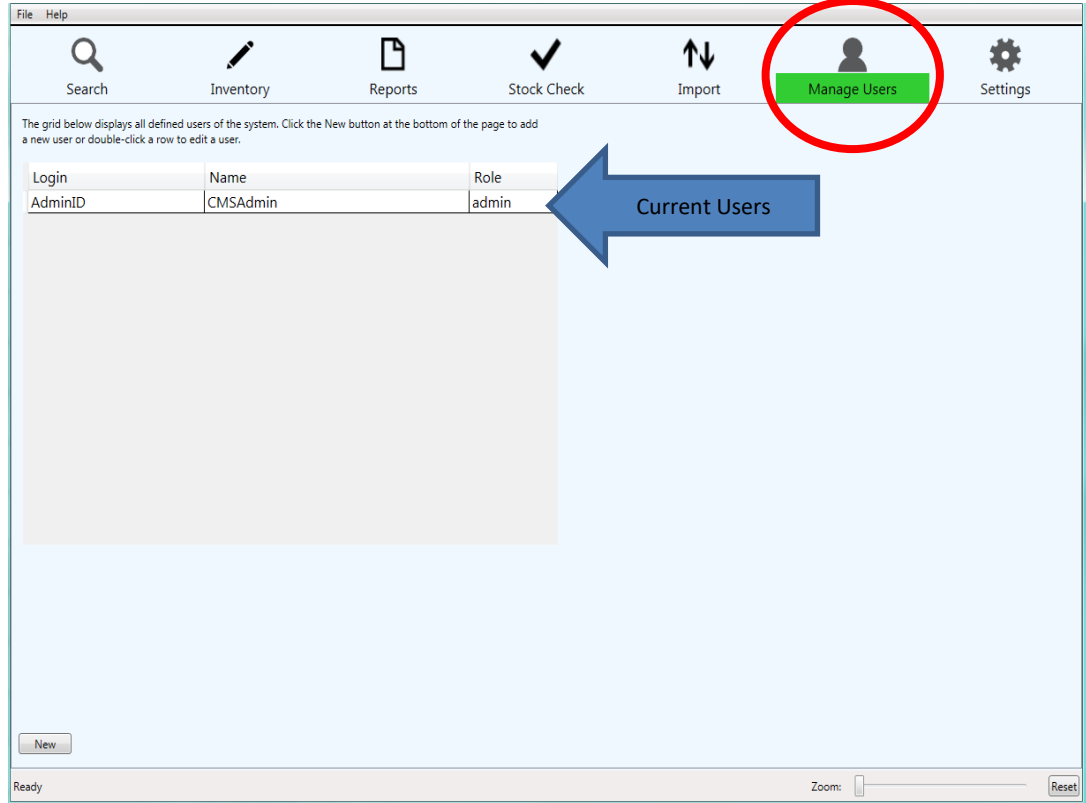 File Help
Search Inventory Reports Stock Check Import Manage Users Settings
The grid below displays all defined users of the system. Click the New button at the bottom of the page to add
a new user or double-click a row to edit a user.
Login Name Role
AdminID CMSAdmin admin
Current Users
New
Ready Zoom: Reset